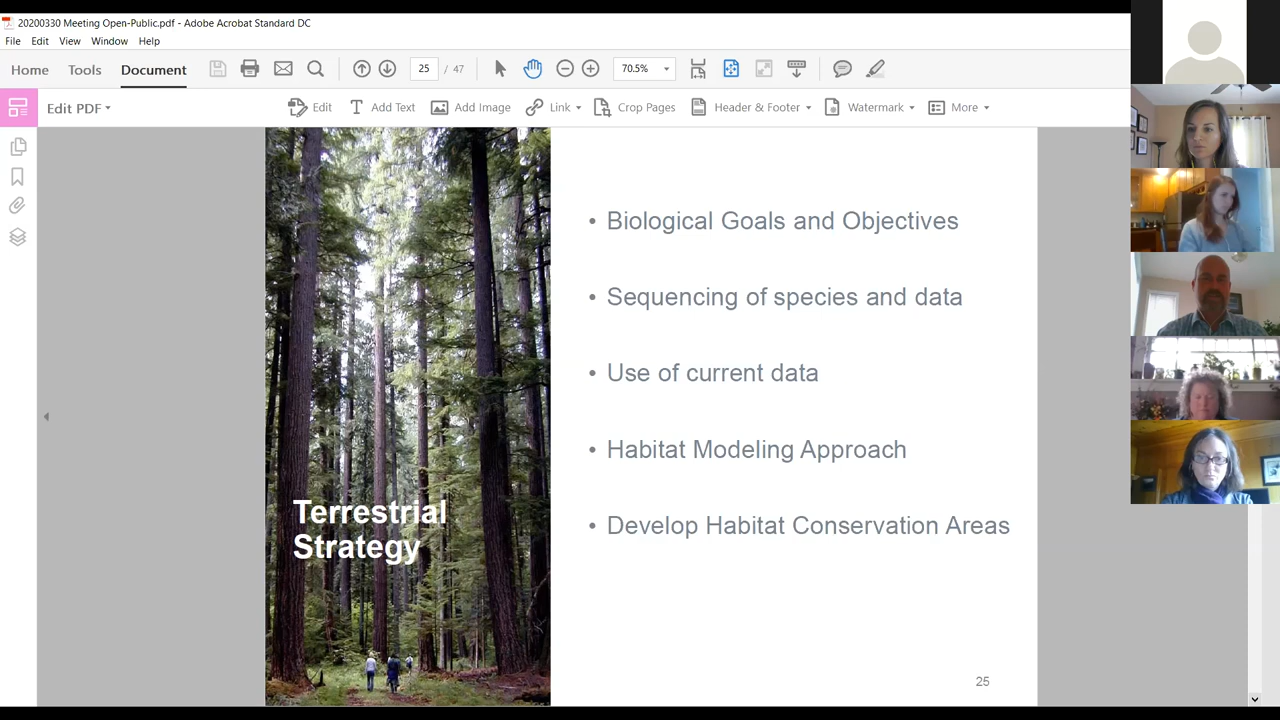 20200330 Meeting Open-Public.pdf - Adobe Acrobat Standard DC
File Edit View Window Help
Home Tools Document 25 / 47 70.5%
Edit PDF Edit Add Text Add Image Link Crop Pages Header & Footer Watermark More
• Biological Goals and Objectives
• Sequencing of species and data
• Use of current data
• Habitat Modeling Approach
Terrestrial
Strategy
• Develop Habitat Conservation Areas
25